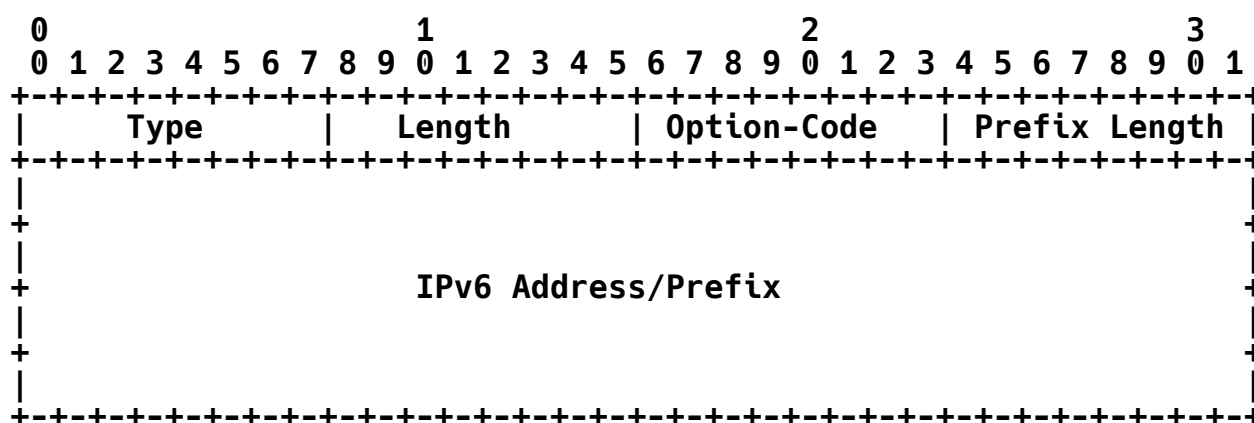 0                   1                   2                   3
 0 1 2 3 4 5 6 7 8 9 0 1 2 3 4 5 6 7 8 9 0 1 2 3 4 5 6 7 8 9 0 1
+-+-+-+-+-+-+-+-+-+-+-+-+-+-+-+-+-+-+-+-+-+-+-+-+-+-+-+-+-+-+-+-+
|     Type      |   Length      | Option-Code   | Prefix Length |
+-+-+-+-+-+-+-+-+-+-+-+-+-+-+-+-+-+-+-+-+-+-+-+-+-+-+-+-+-+-+-+-+
|                                                               |
+                                                               +
|                                                               |
+                    IPv6 Address/Prefix                        +
|                                                               |
+                                                               +
|                                                               |
+-+-+-+-+-+-+-+-+-+-+-+-+-+-+-+-+-+-+-+-+-+-+-+-+-+-+-+-+-+-+-+-+